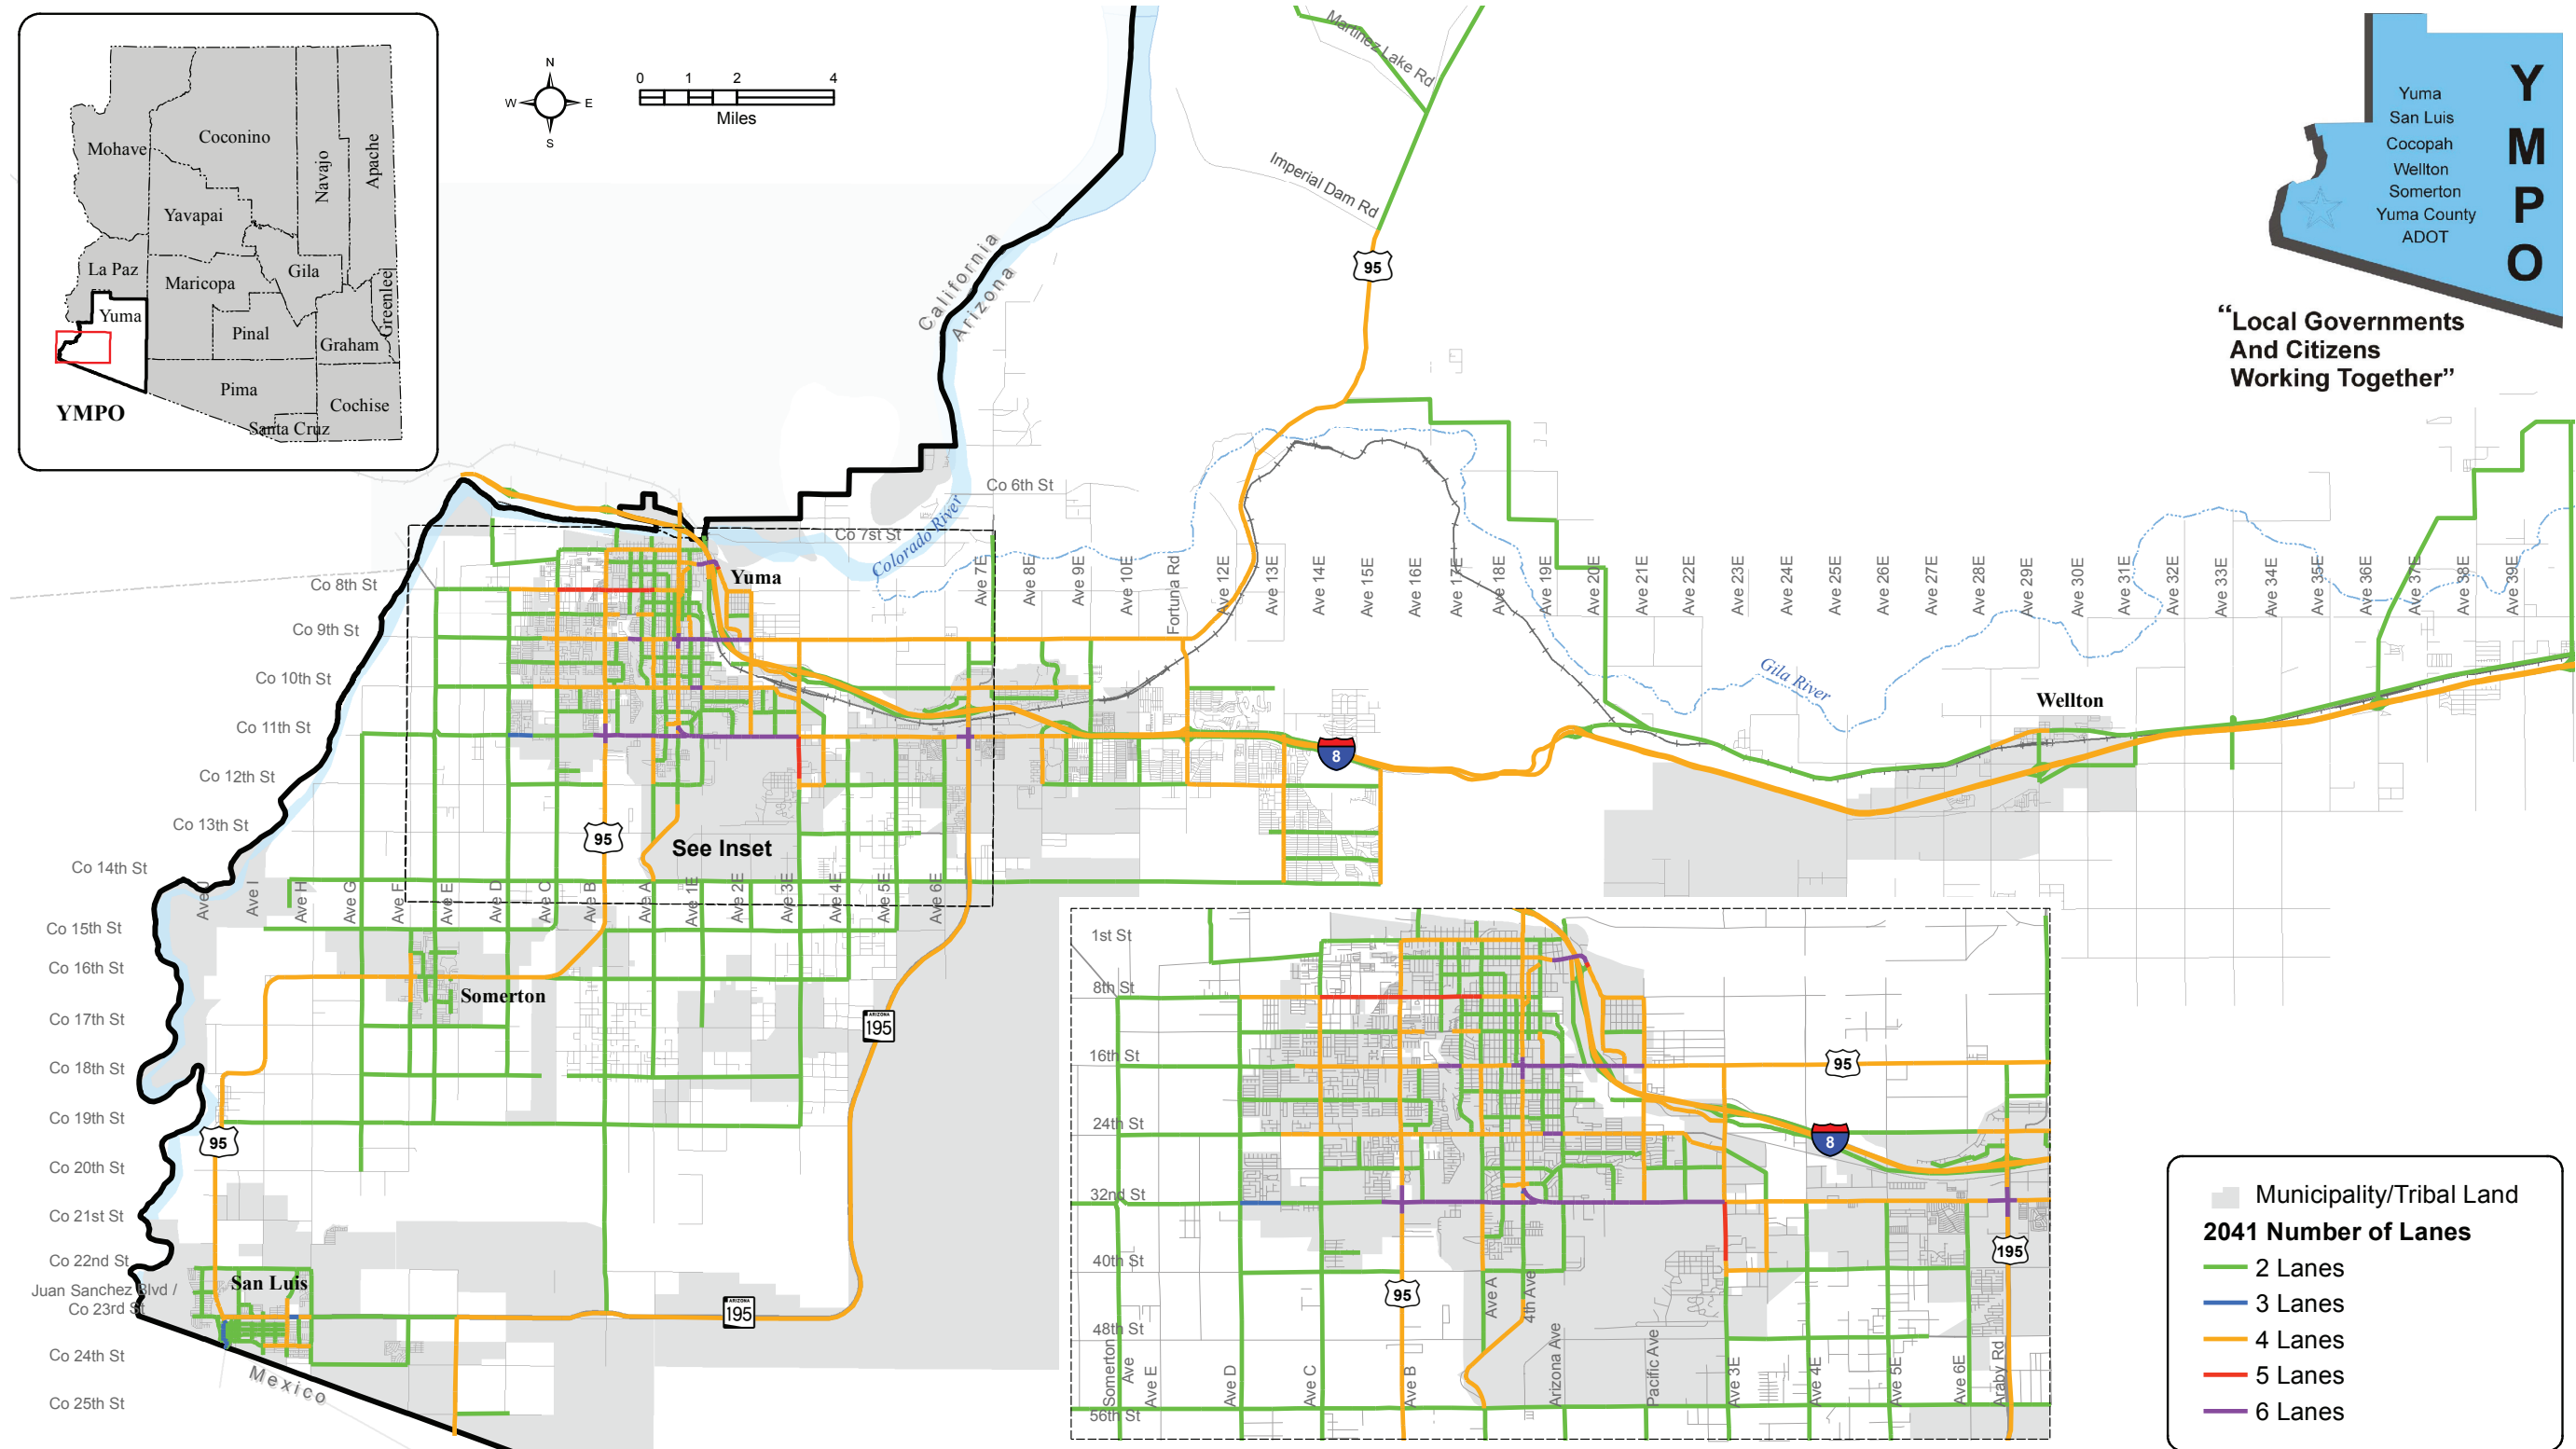 Mohave
Coconino
Navajo
Apache
Yavapai
La Paz
Maricopa
Gila
Greenlee
Yuma
Pinal
Graham
Pima
Cochise
Santa Cruz
YMPO
N
W
E
S
0 1 2 4
Miles
Martinez Lake Rd
Imperial Dam Rd
95
California
Arizona
Yuma
San Luis
Cocopah
Wellton
Somerton
Yuma County
ADOT
Y
M
P
O
“Local Governments
And Citizens
Working Together”
Co 6th St
Co 7st St
Colorado River
Co 8th St
Co 9th St
Co 10th St
Co 11th St
Co 12th St
Co 13th St
Co 14th St
Co 15th St
Co 16th St
Co 17th St
Co 18th St
Co 19th St
Co 20th St
Co 21st St
Co 22nd St
Juan Sanchez Blvd /
Co 23rd St
Co 24th St
Co 25th St
Yuma
Ave 7E
Ave 8E
Ave 9E
Ave 10E
Fortuna Rd
Ave 12E
Ave 13E
Ave 14E
Ave 15E
Ave 16E
Ave 17E
Ave 18E
Ave 19E
Ave 20E
Ave 21E
Ave 22E
Ave 23E
Ave 24E
Ave 25E
Ave 26E
Ave 27E
Ave 28E
Ave 29E
Ave 30E
Ave 31E
Ave 32E
Ave 33E
Ave 34E
Ave 35E
Ave 36E
Ave 37E
Ave 38E
Ave 39E
Gila River
Wellton
8
95
See Inset
Ave J
Ave I
Ave H
Ave G
Ave F
Ave E
Ave D
Ave C
Ave B
Ave A
Ave 1E
Ave 2E
Ave 3E
Ave 4E
Ave 5E
Ave 6E
Somerton
ARIZONA
195
95
San Luis
ARIZONA
195
Mexico
1st St
8th St
16th St
24th St
32nd St
40th St
48th St
56th St
95
8
95
195
Somerton
Ave
Ave E
Ave D
Ave C
Ave B
Ave A
4th Ave
Arizona Ave
Pacific Ave
Ave 3E
Ave 4E
Ave 5E
Ave 6E
Araby Rd
Municipality/Tribal Land
2041 Number of Lanes
2 Lanes
3 Lanes
4 Lanes
5 Lanes
6 Lanes